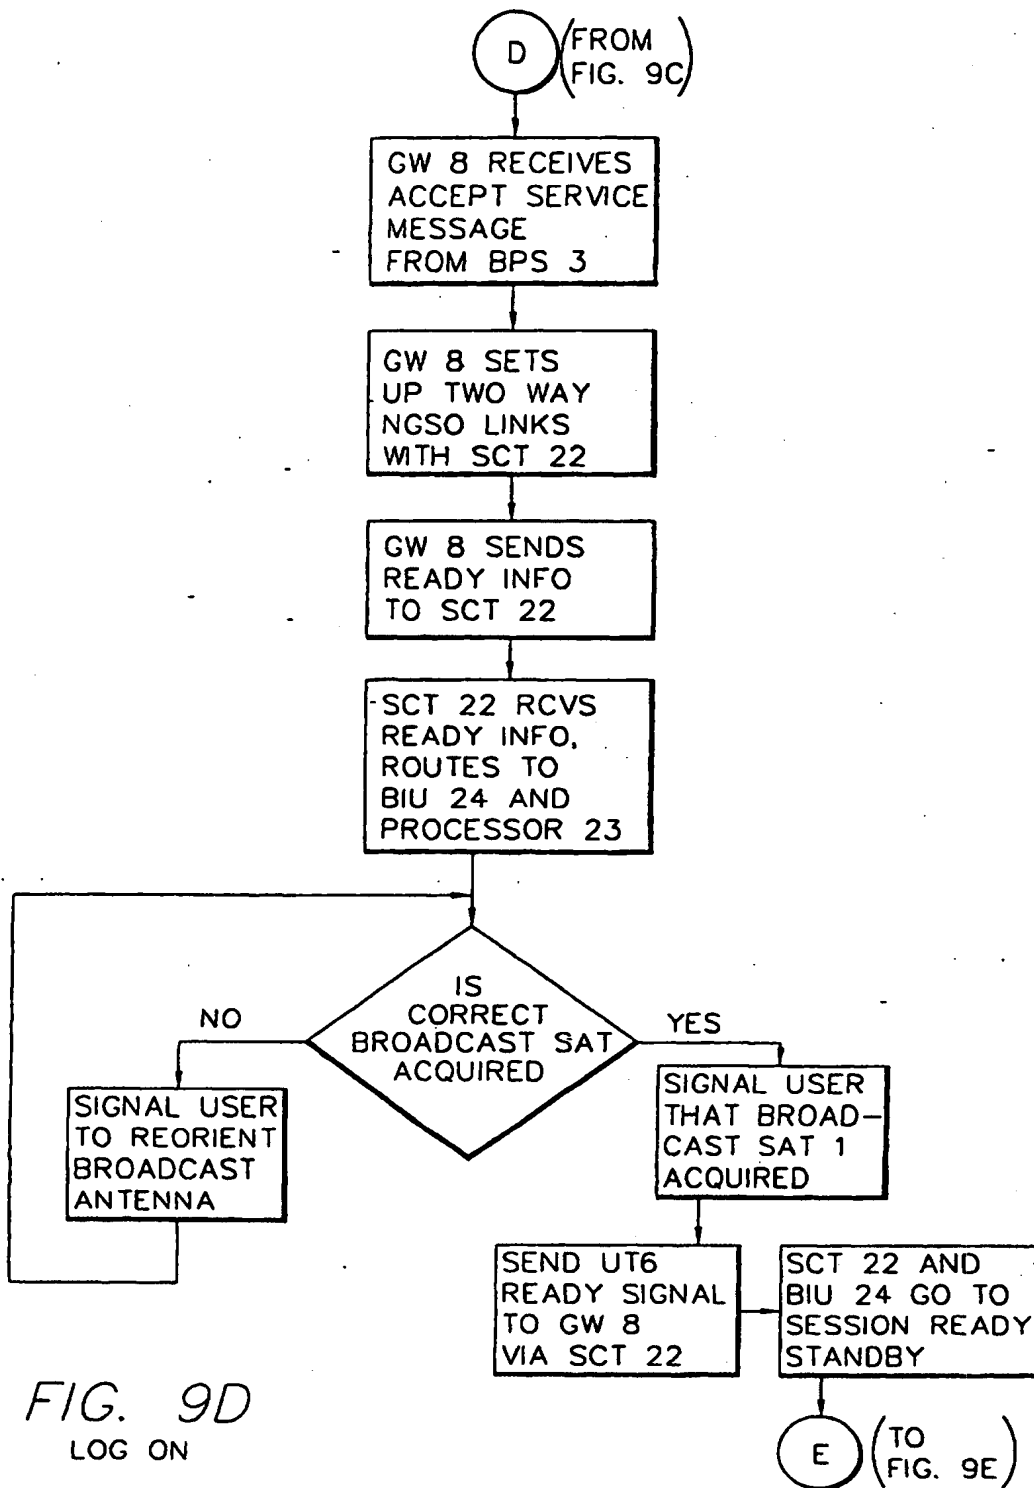 D
(FROM
FIG. 9C)
GW 8 RECEIVES
ACCEPT SERVICE
MESSAGE
FROM BPS 3
GW 8 SETS
UP TWO WAY
NGSO LINKS
WITH SCT 22
GW 8 SENDS
READY INFO
TO SCT 22
SCT 22 RCVS
READY INFO,
ROUTES TO
BIU 24 AND
PROCESSOR 23
IS
CORRECT
BROADCAST SAT
ACQUIRED
NO
YES
SIGNAL USER
TO REORIENT
BROADCAST
ANTENNA
SIGNAL USER
THAT BROAD-
CAST SAT 1
ACQUIRED
SEND UT6
READY SIGNAL
TO GW 8
VIA SCT 22
SCT 22 AND
BIU 24 GO TO
SESSION READY
STANDBY
E
(TO
FIG. 9E)
FIG. 9D
LOG ON